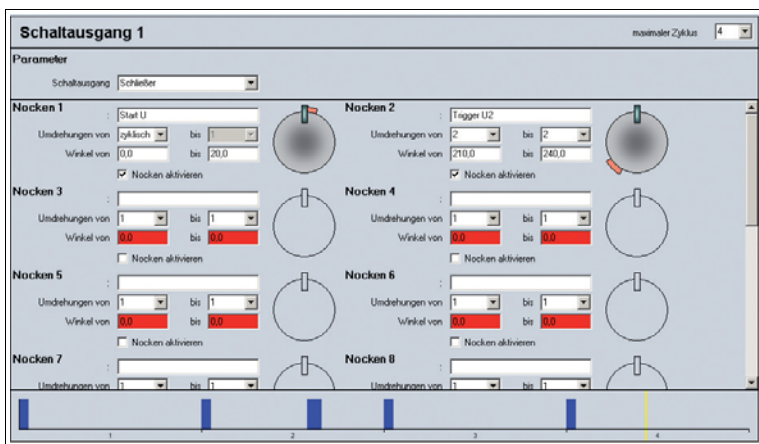 Schaltausgang 1 maximaler Zyklus 4
Parameter
Schaltausgang Schließer
Nocken 1 : Start U
Umdrehungen von zyklisch bis 1
Winkel von 0,0 bis 20,0
Nocken aktivieren
Nocken 2 : Trigger U2
Umdrehungen von 2 bis 2
Winkel von 210,0 bis 240,0
Nocken aktivieren
Nocken 3 :
Umdrehungen von 1 bis 1
Winkel von 0,0 bis 0,0
Nocken aktivieren
Nocken 4 :
Umdrehungen von 1 bis 1
Winkel von 0,0 bis 0,0
Nocken aktivieren
Nocken 5 :
Umdrehungen von 1 bis 1
Winkel von 0,0 bis 0,0
Nocken aktivieren
Nocken 6 :
Umdrehungen von 1 bis 1
Winkel von 0,0 bis 0,0
Nocken aktivieren
Nocken 7 :
Umdrehungen von 1 bis 1
Nocken 8 :
Umdrehungen von 1 bis 1
1 2 3 4